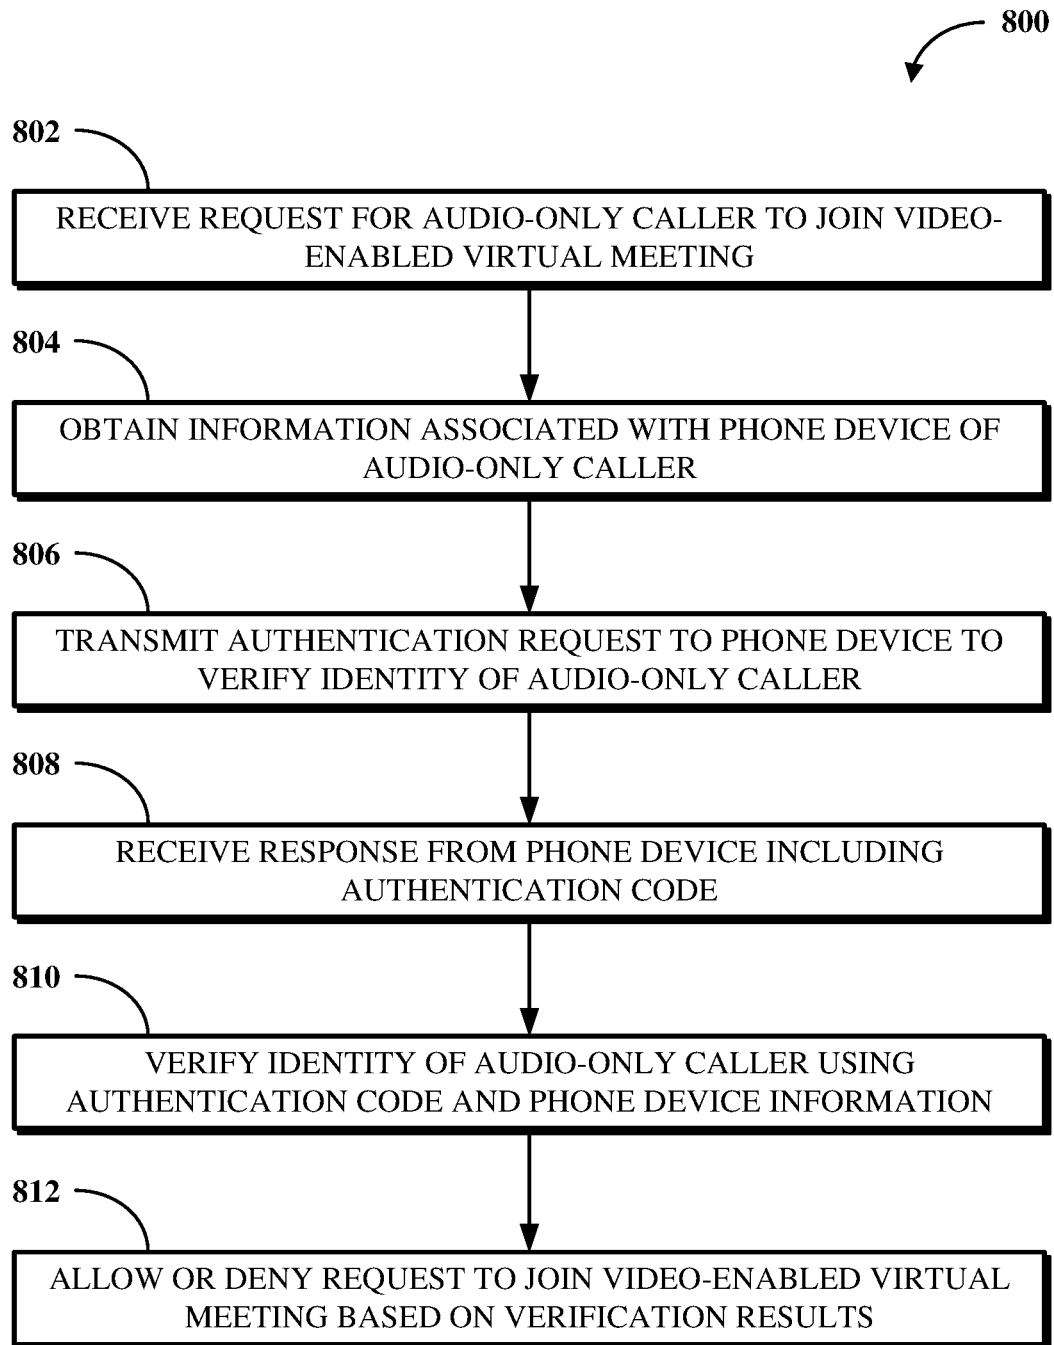 800
802
RECEIVE REQUEST FOR AUDIO-ONLY CALLER TO JOIN VIDEO-
ENABLED VIRTUAL MEETING
804
OBTAIN INFORMATION ASSOCIATED WITH PHONE DEVICE OF
AUDIO-ONLY CALLER
806
TRANSMIT AUTHENTICATION REQUEST TO PHONE DEVICE TO
VERIFY IDENTITY OF AUDIO-ONLY CALLER
808
RECEIVE RESPONSE FROM PHONE DEVICE INCLUDING
AUTHENTICATION CODE
810
VERIFY IDENTITY OF AUDIO-ONLY CALLER USING
AUTHENTICATION CODE AND PHONE DEVICE INFORMATION
812
ALLOW OR DENY REQUEST TO JOIN VIDEO-ENABLED VIRTUAL
MEETING BASED ON VERIFICATION RESULTS